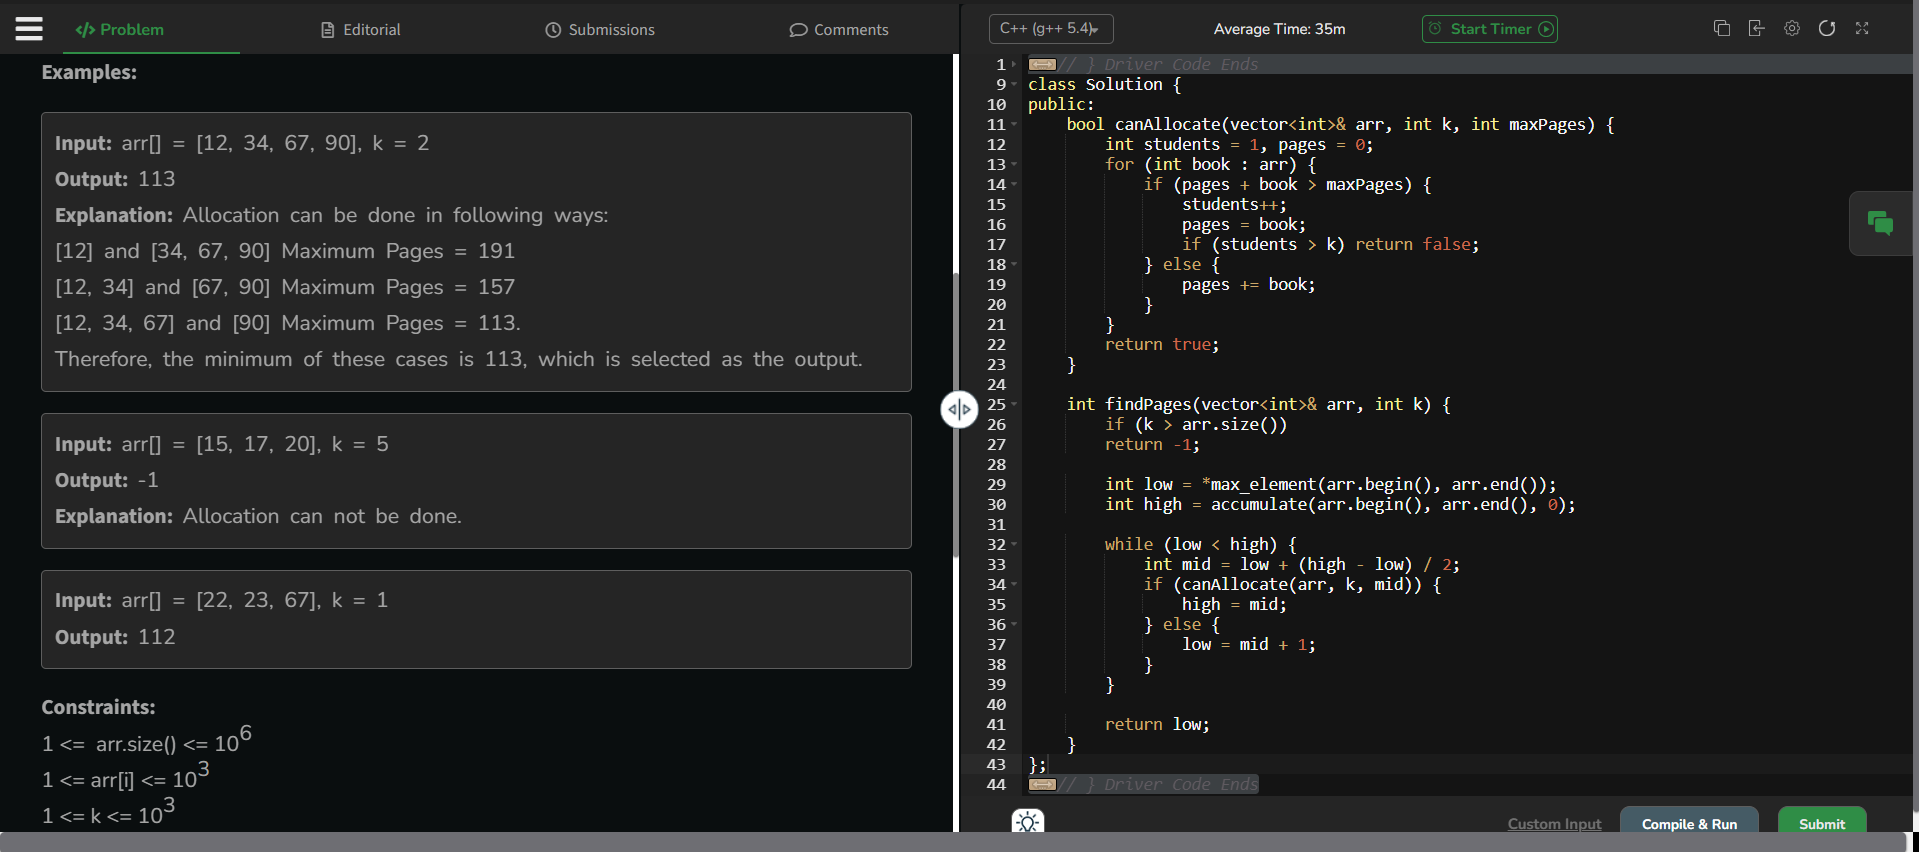 </> Problem
Editorial
Submissions
Comments
Examples:
Input: arr[] = [12, 34, 67, 90], k = 2
Output: 113
Explanation: Allocation can be done in following ways:
[12] and [34, 67, 90] Maximum Pages = 191
[12, 34] and [67, 90] Maximum Pages = 157
[12, 34, 67] and [90] Maximum Pages = 113.
Therefore, the minimum of these cases is 113, which is selected as the output.
Input: arr[] = [15, 17, 20], k = 5
Output: -1
Explanation: Allocation can not be done.
Input: arr[] = [22, 23, 67], k = 1
Output: 112
Constraints:
1 <= arr.size() <= 10^6
1 <= arr[i] <= 10^3
1 <= k <= 10^3
C++ (g++ 5.4)
Average Time: 35m
Start Timer
1 // } Driver Code Ends
9 class Solution {
10 public:
11     bool canAllocate(vector<int>& arr, int k, int maxPages) {
12         int students = 1, pages = 0;
13         for (int book : arr) {
14             if (pages + book > maxPages) {
15                 students++;
16                 pages = book;
17                 if (students > k) return false;
18             } else {
19                 pages += book;
20             }
21         }
22         return true;
23     }
24
25     int findPages(vector<int>& arr, int k) {
26         if (k > arr.size())
27         return -1;
28
29         int low = *max_element(arr.begin(), arr.end());
30         int high = accumulate(arr.begin(), arr.end(), 0);
31
32         while (low < high) {
33             int mid = low + (high - low) / 2;
34             if (canAllocate(arr, k, mid)) {
35                 high = mid;
36             } else {
37                 low = mid + 1;
38             }
39         }
40
41         return low;
42     }
43 };
44 // } Driver Code Ends
Custom Input
Compile & Run
Submit